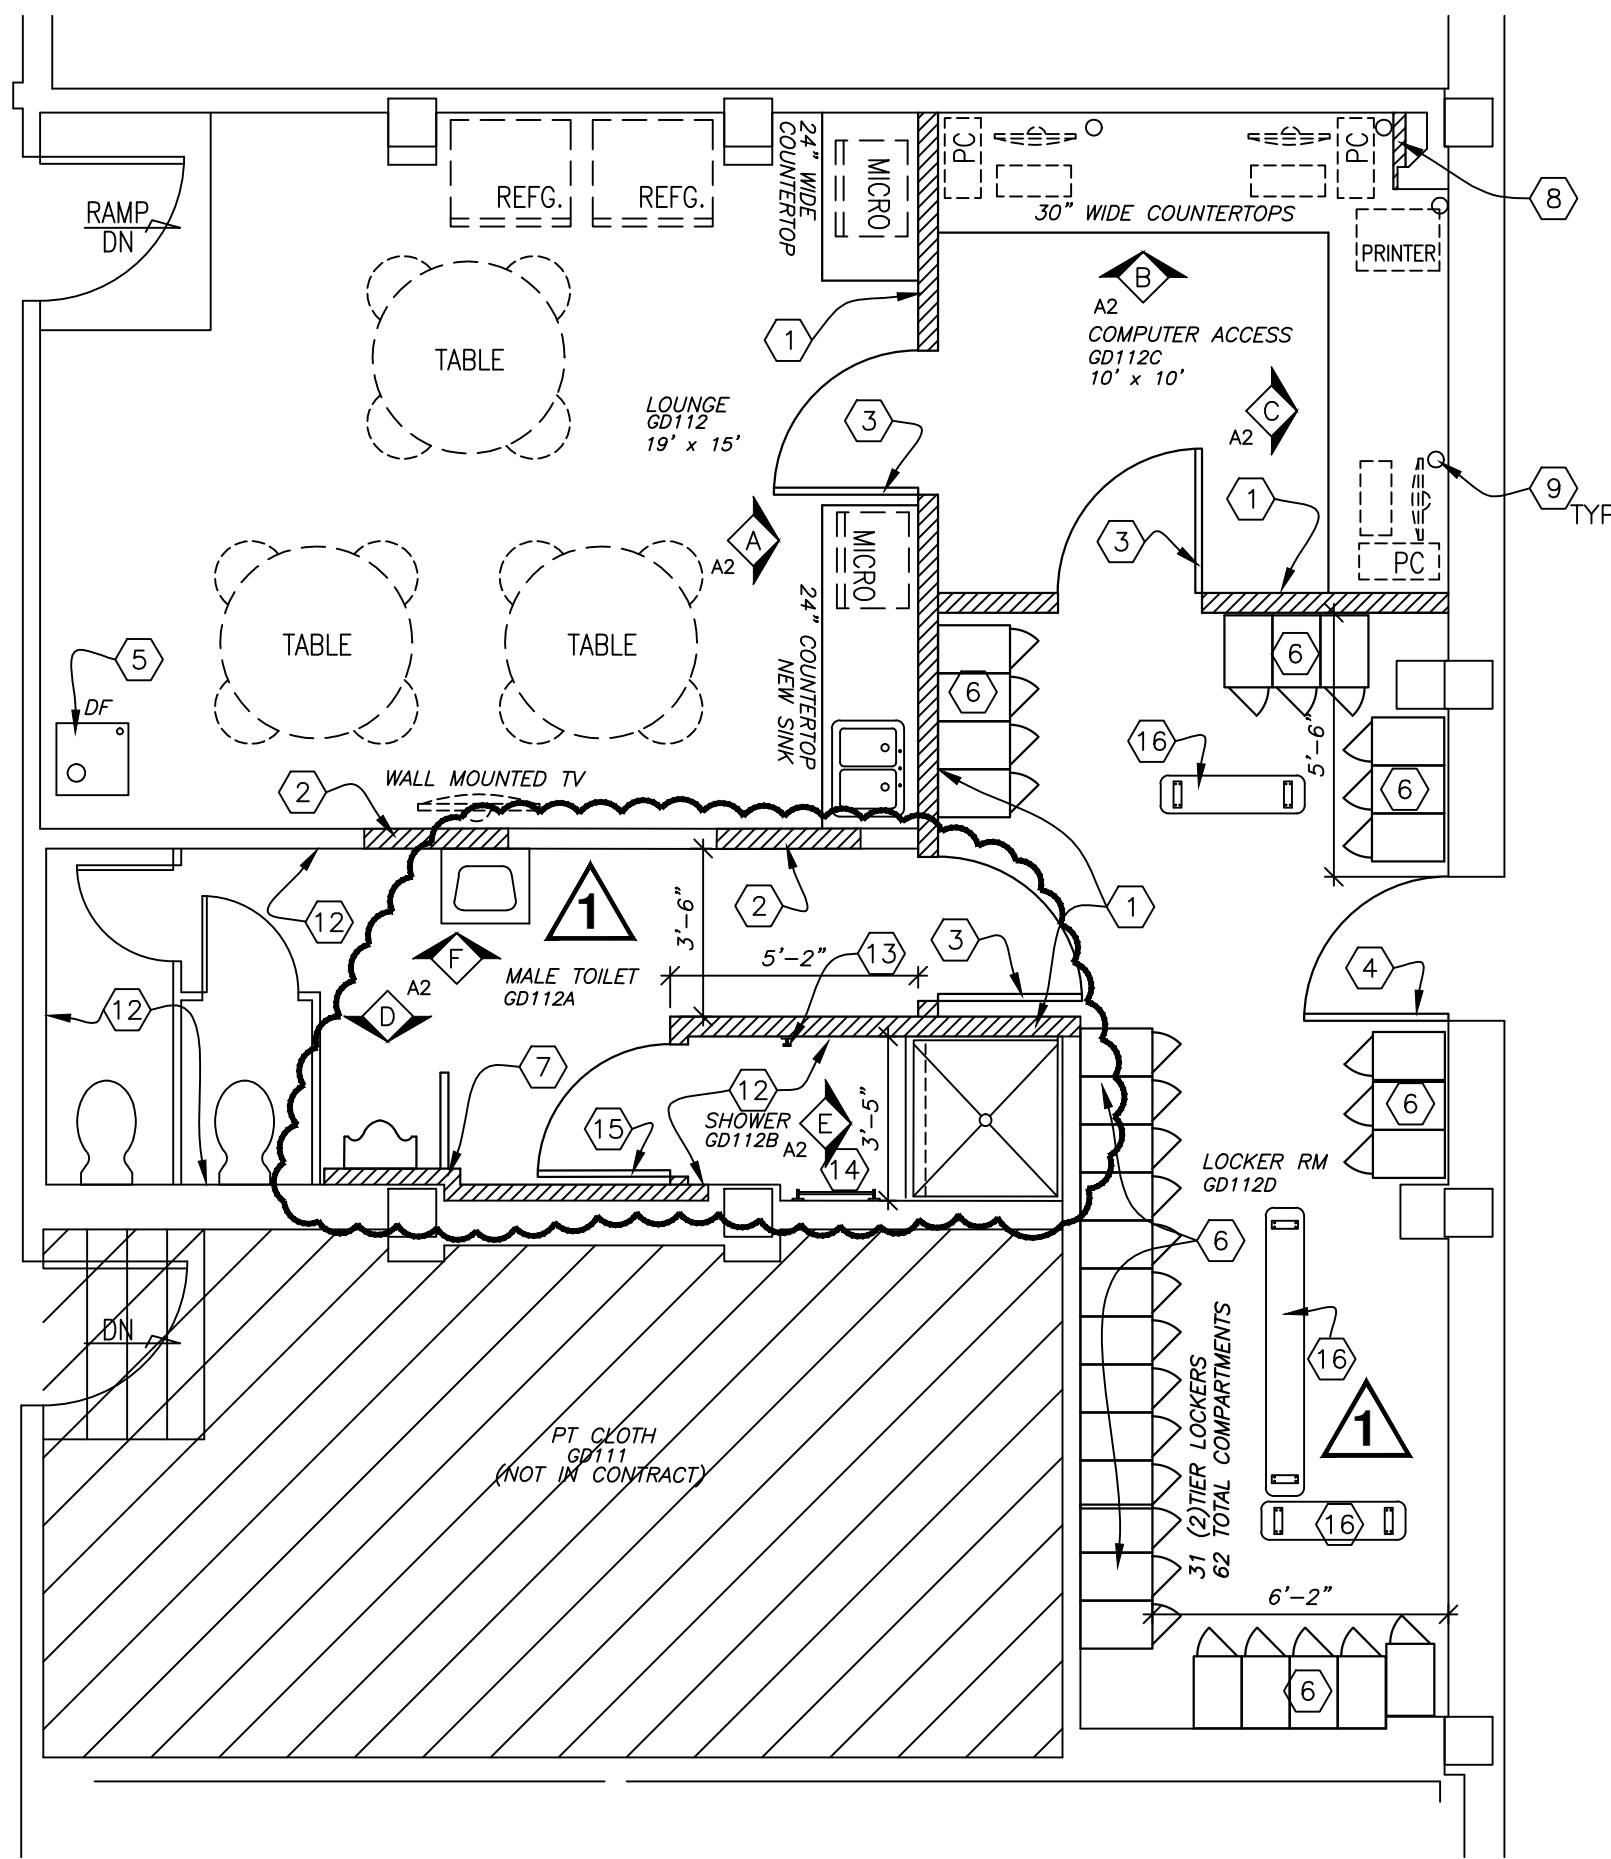 RAMP
DN
REFG.
REFG.
24" WIDE
COUNTERTOP
MICRO
PC
PC
8
30" WIDE COUNTERTOPS
PRINTER
B
A2
COMPUTER ACCESS
GD112C
10' x 10'
1
TABLE
LOUNGE
GD112
19' x 15'
3
C
A2
1
9
TYP
3
PC
A
A2
MICRO
24" COUNTERTOP
NEW SINK
TABLE
TABLE
5
DF
6
6
5'-6"
16
6
2
WALL MOUNTED TV
1
2
1
12
3'-6"
5'-2"
13
3
4
F
A2
MALE TOILET
GD112A
D
12
7
12
SHOWER
GD112B
E
A2
3'-5"
15
14
6
LOCKER RM
GD112D
6
DN
16
31 (2)TIER LOCKERS
62 TOTAL COMPARTMENTS
1
PT CLOTH
GD111
(NOT IN CONTRACT)
16
6'-2"
6